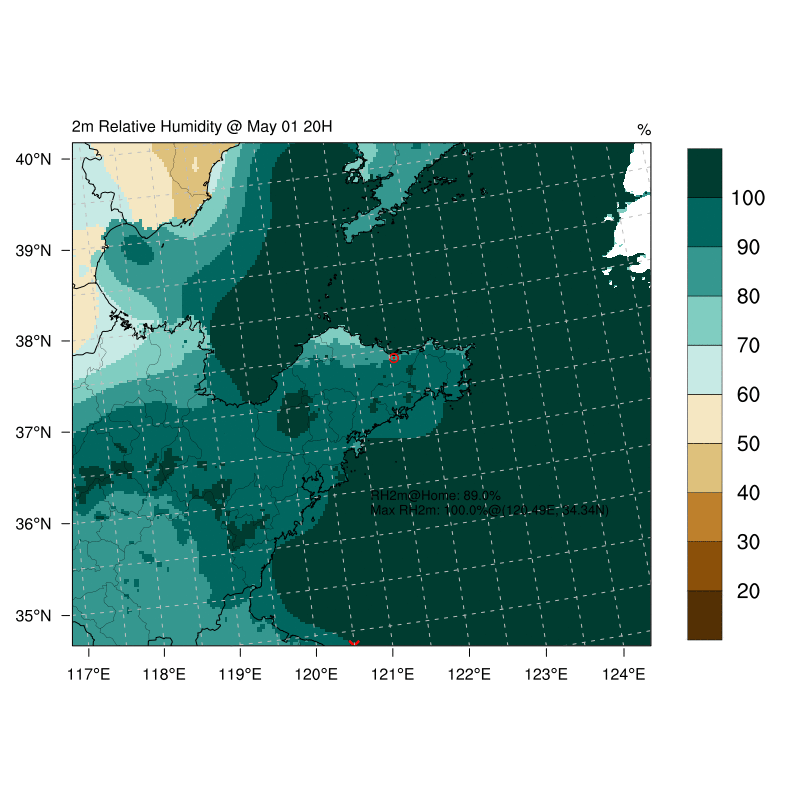 2m Relative Humidity @ May 01 20H
%
40°N
39°N
38°N
37°N
36°N
35°N
117°E 118°E 119°E 120°E 121°E 122°E 123°E 124°E
RH2m@Home: 89.0%
Max RH2m: 100.0%@(120.49E, 34.34N)
100
90
80
70
60
50
40
30
20